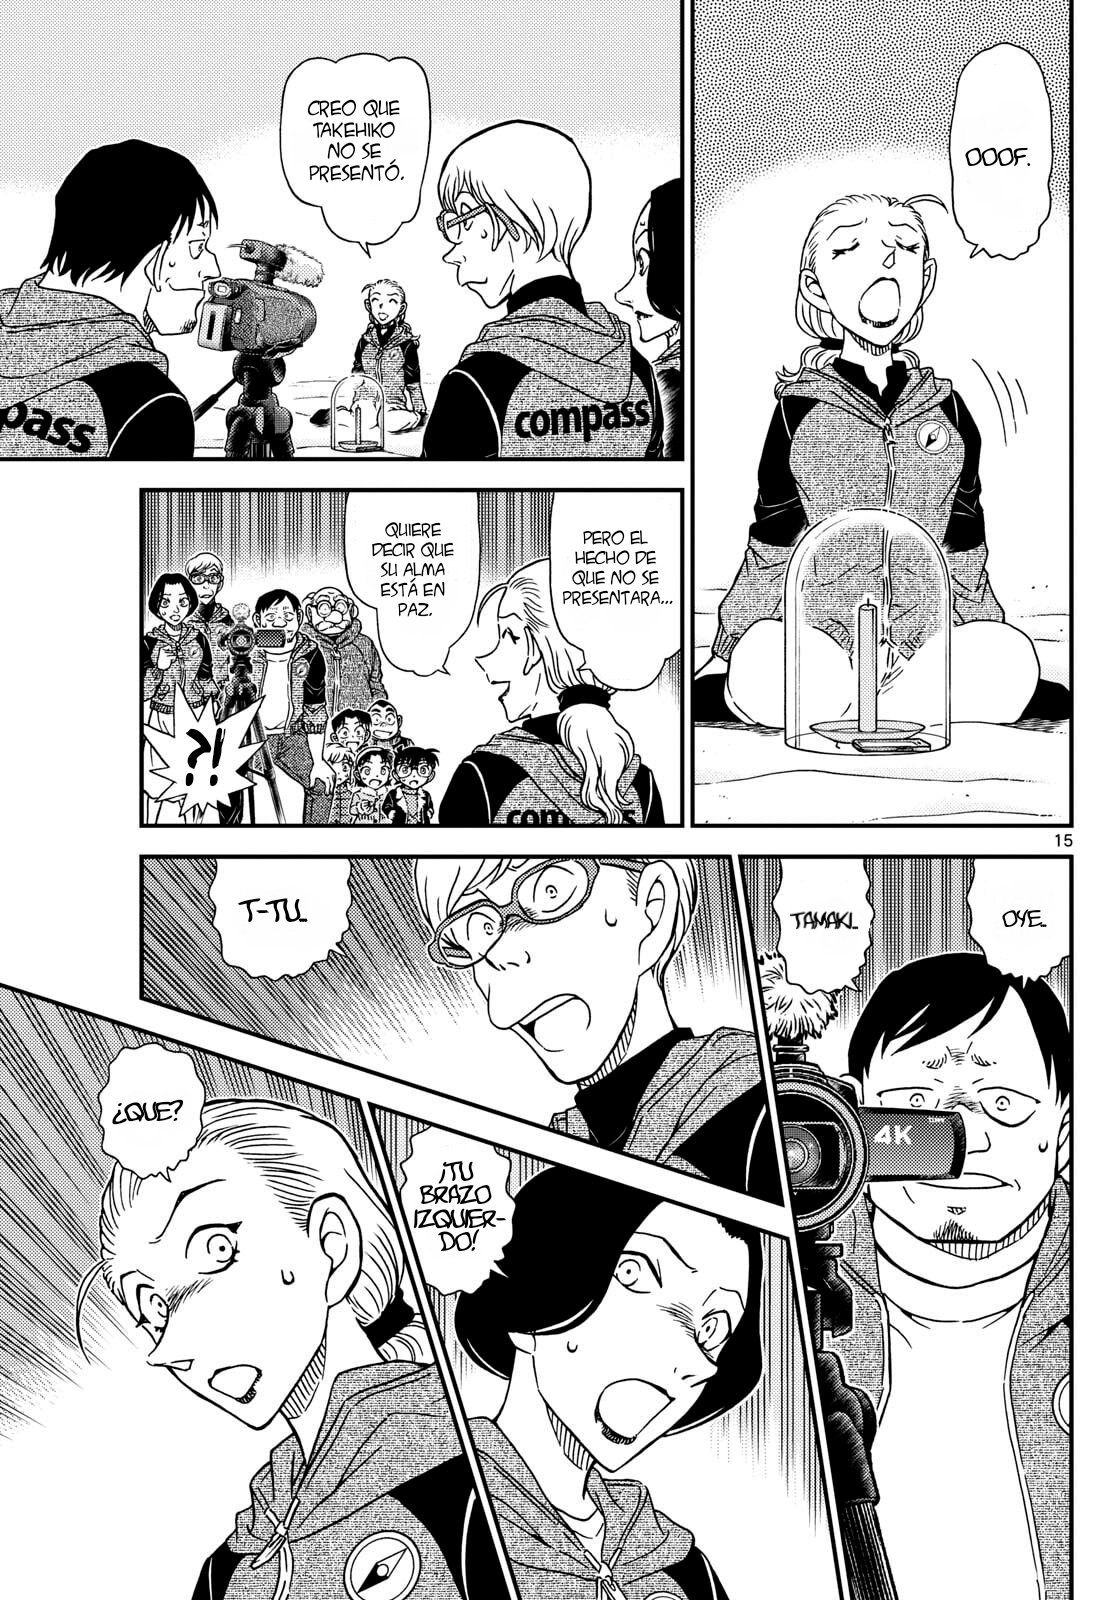 OOOF.
CREO QUE
TAKEHIKO
NO SE
PRESENTÓ.
pass
compass
PERO EL
HECHO DE
QUE NO SE
PRESENTARA...
QUIERE
DECIR QUE
SU ALMA
ESTÁ EN
PAZ.
?!
compass
15
OYE..
TAMAKI..
4K
T-TU..
¡TU
BRAZO
IZQUIER-
DO!
¿QUE?